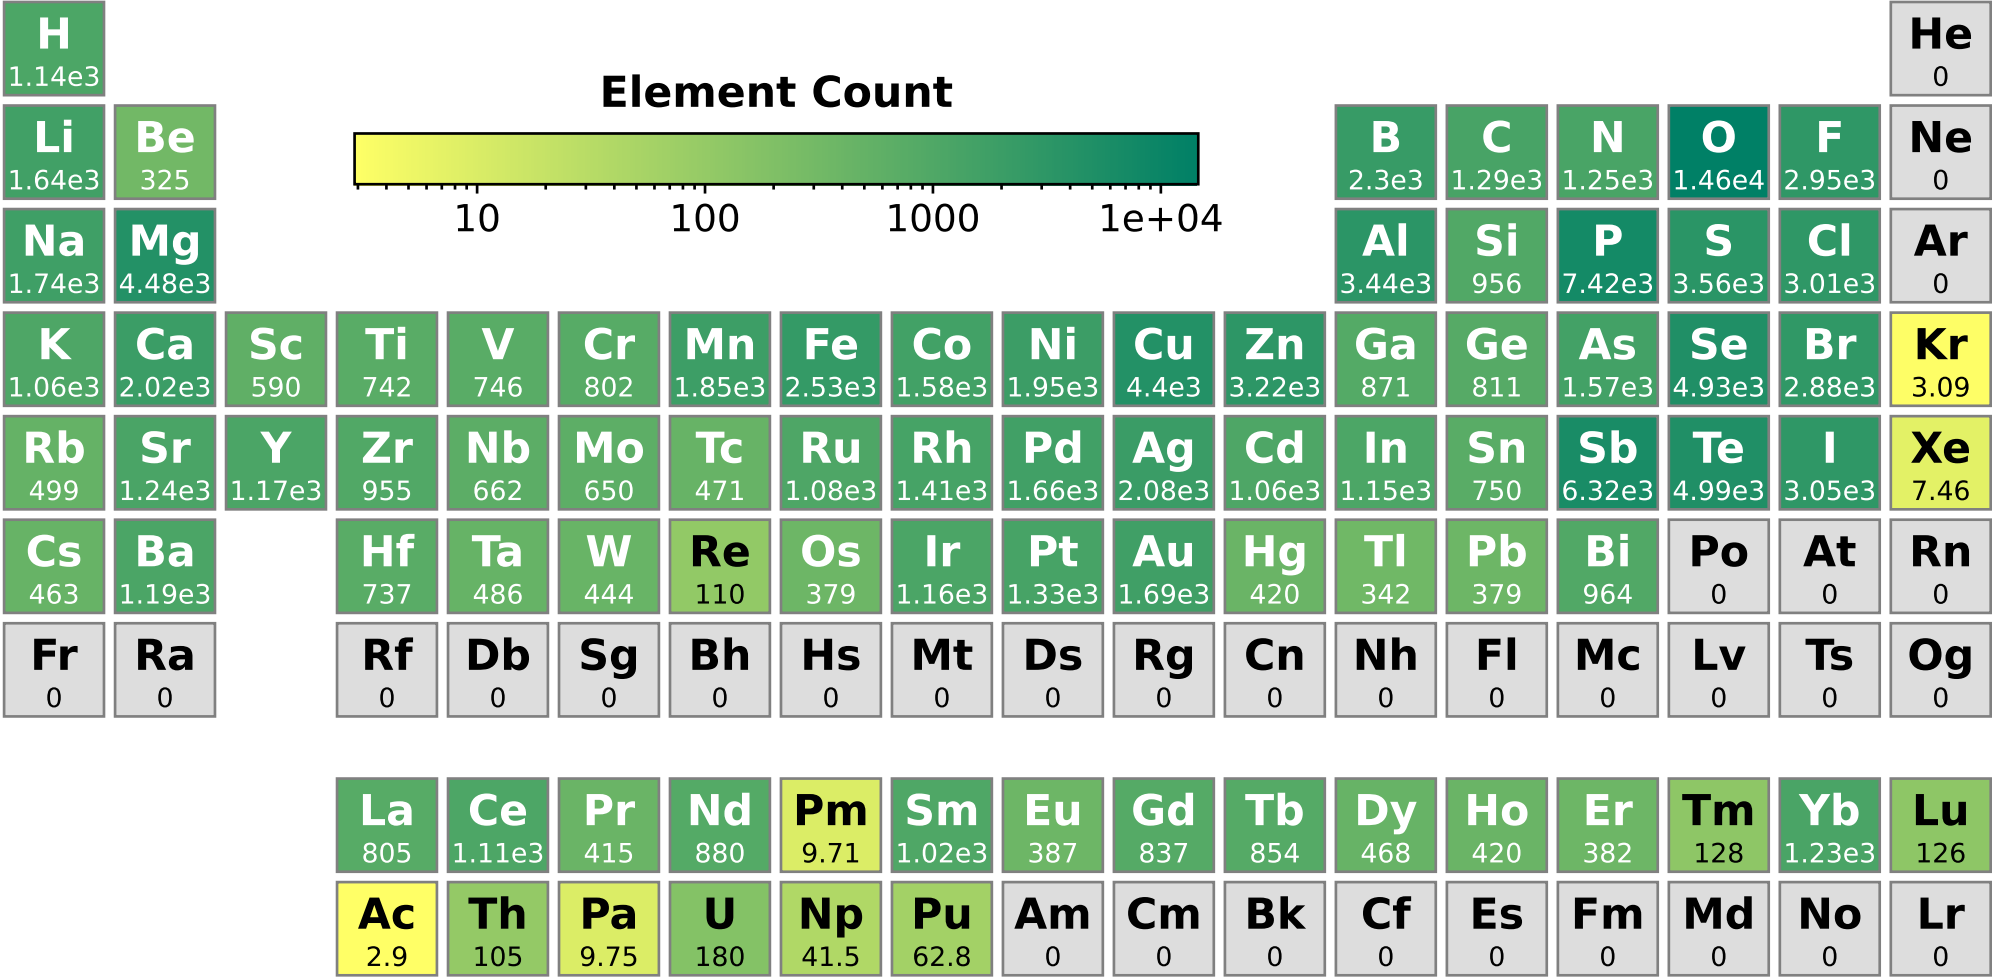 H He
1.14e3 0
Element Count
Li Be B C N O F Ne
1.64e3 325 2.3e3 1.29e3 1.25e3 1.46e4 2.95e3 0
10 100 1000 1e+04
Na Mg Al Si P S Cl Ar
1.74e3 4.48e3 3.44e3 956 7.42e3 3.56e3 3.01e3 0
K Ca Sc Ti V Cr Mn Fe Co Ni Cu Zn Ga Ge As Se Br Kr
1.06e3 2.02e3 590 742 746 802 1.85e3 2.53e3 1.58e3 1.95e3 4.4e3 3.22e3 871 811 1.57e3 4.93e3 2.88e3 3.09
Rb Sr Y Zr Nb Mo Tc Ru Rh Pd Ag Cd In Sn Sb Te I Xe
499 1.24e3 1.17e3 955 662 650 471 1.08e3 1.41e3 1.66e3 2.08e3 1.06e3 1.15e3 750 6.32e3 4.99e3 3.05e3 7.46
Cs Ba Hf Ta W Re Os Ir Pt Au Hg Tl Pb Bi Po At Rn
463 1.19e3 737 486 444 110 379 1.16e3 1.33e3 1.69e3 420 342 379 964 0 0 0
Fr Ra Rf Db Sg Bh Hs Mt Ds Rg Cn Nh Fl Mc Lv Ts Og
0 0 0 0 0 0 0 0 0 0 0 0 0 0 0 0 0
La Ce Pr Nd Pm Sm Eu Gd Tb Dy Ho Er Tm Yb Lu
805 1.11e3 415 880 9.71 1.02e3 387 837 854 468 420 382 128 1.23e3 126
Ac Th Pa U Np Pu Am Cm Bk Cf Es Fm Md No Lr
2.9 105 9.75 180 41.5 62.8 0 0 0 0 0 0 0 0 0